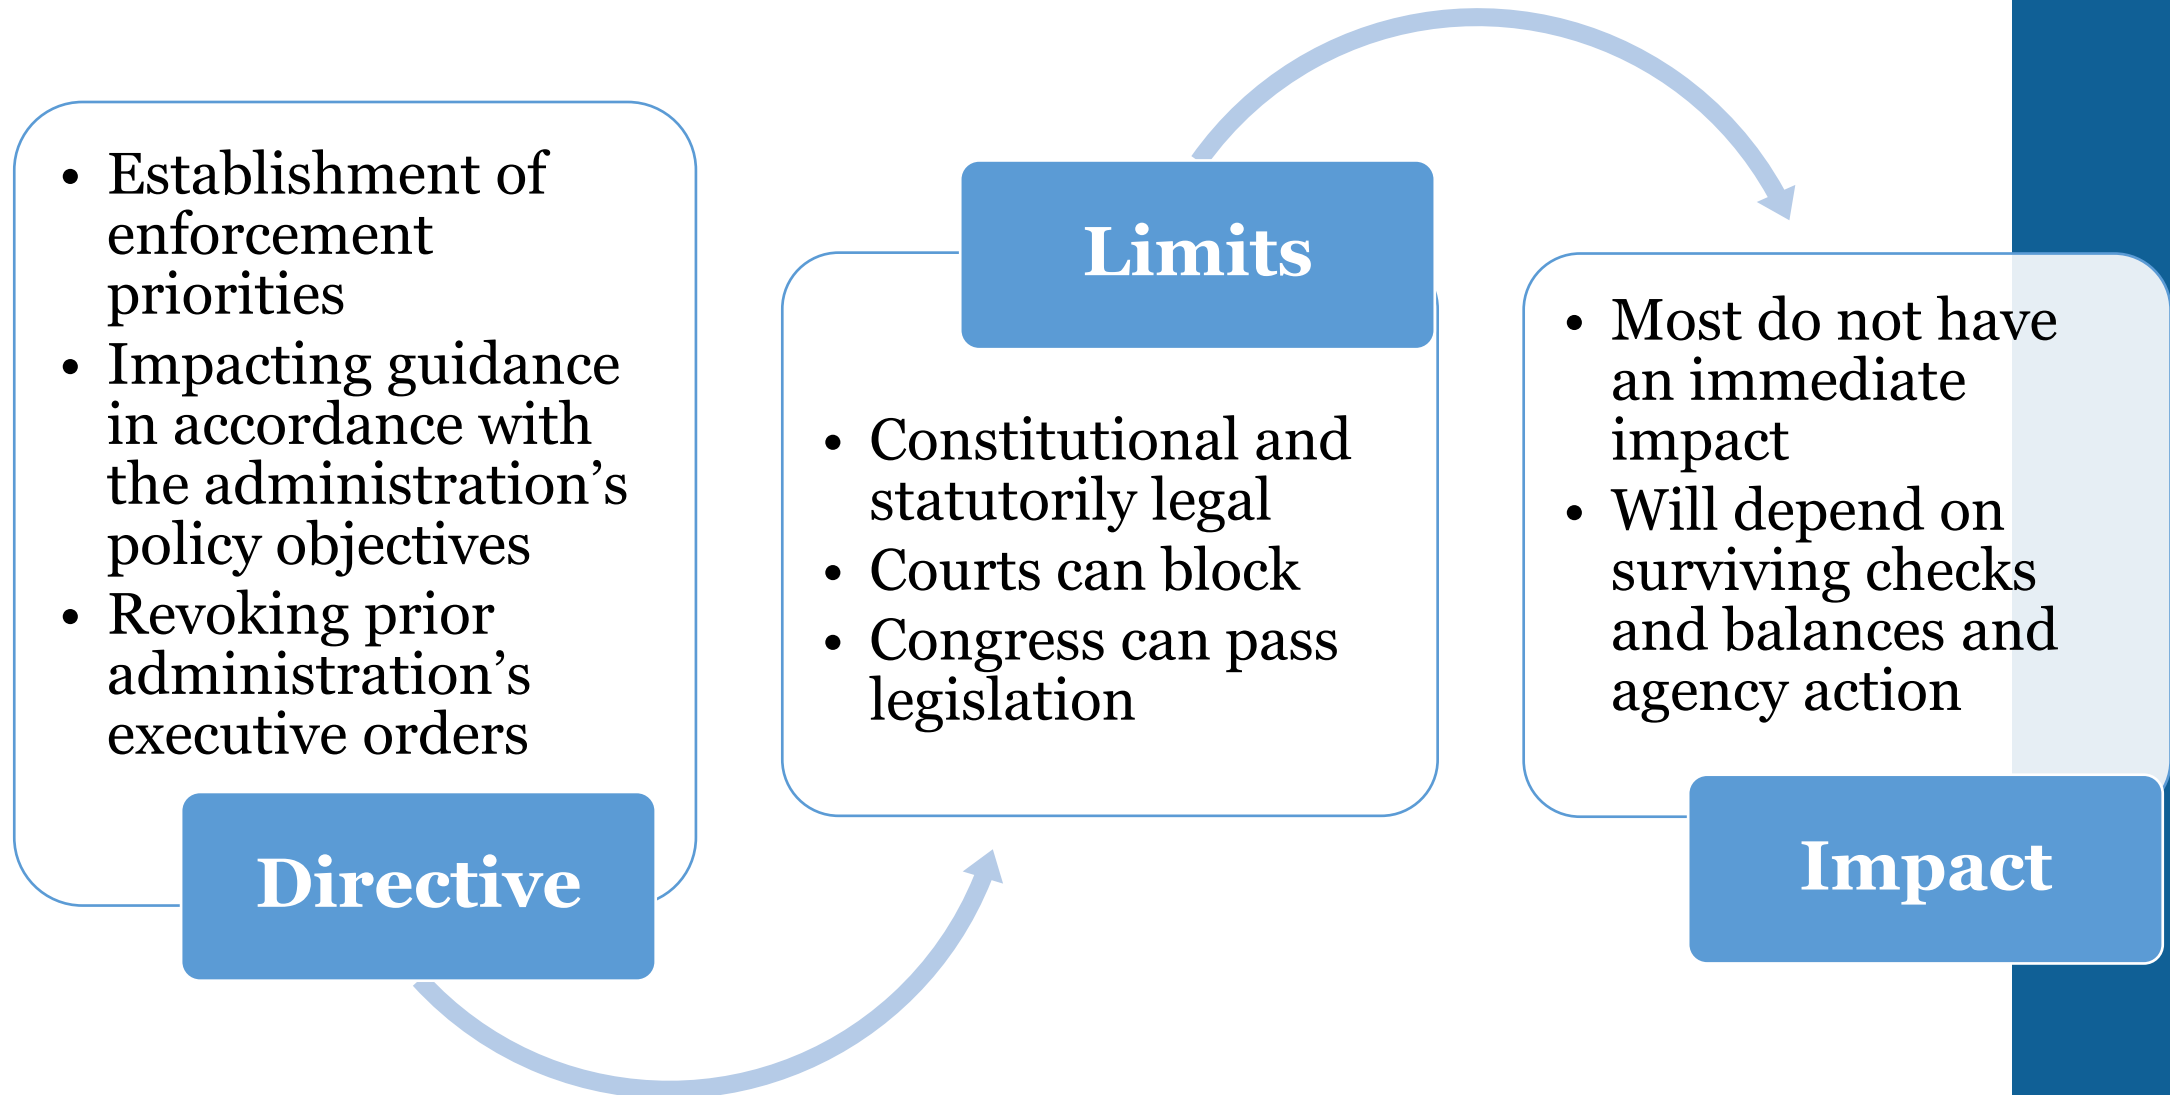 • Establishment of
enforcement
priorities
• Impacting guidance
in accordance with
the administration’s
policy objectives
• Revoking prior
administration’s
executive orders
Directive
Limits
• Constitutional and
statutorily legal
• Courts can block
• Congress can pass
legislation
• Most do not have
an immediate
impact
• Will depend on
surviving checks
and balances and
agency action
Impact